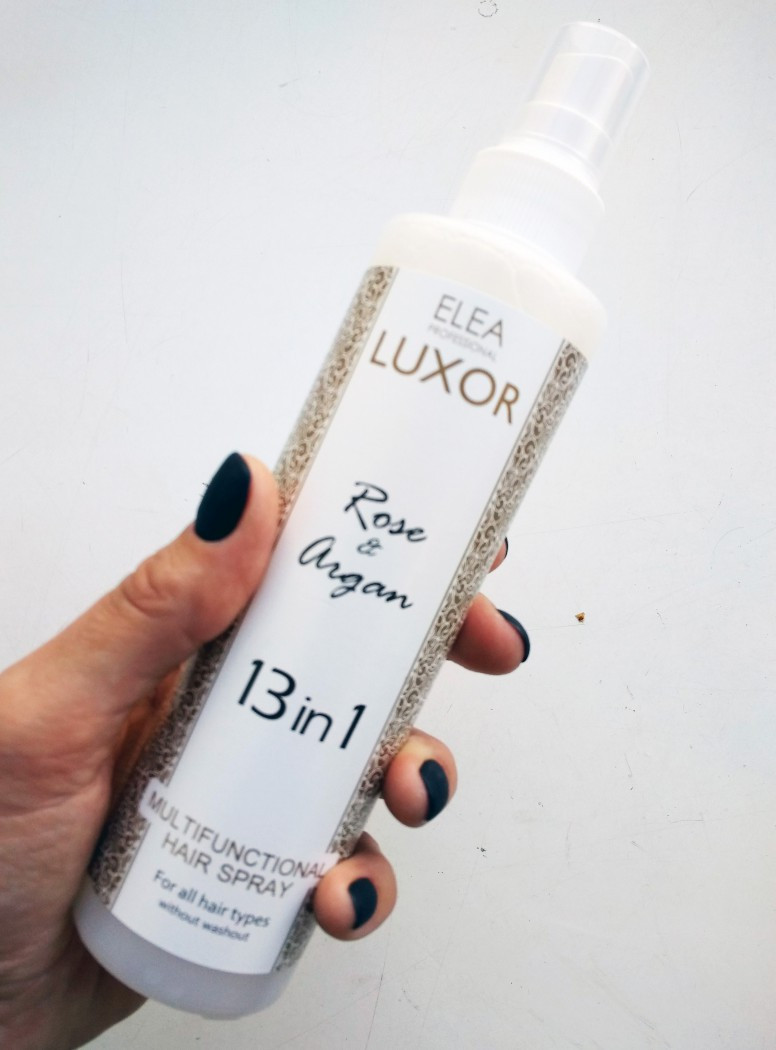 ELEA
PROFESSIONAL
LUXOR
Rose
&
Argan
13 in 1
MULTIFUNCTIONAL
HAIR SPRAY
For all hair types
without washout